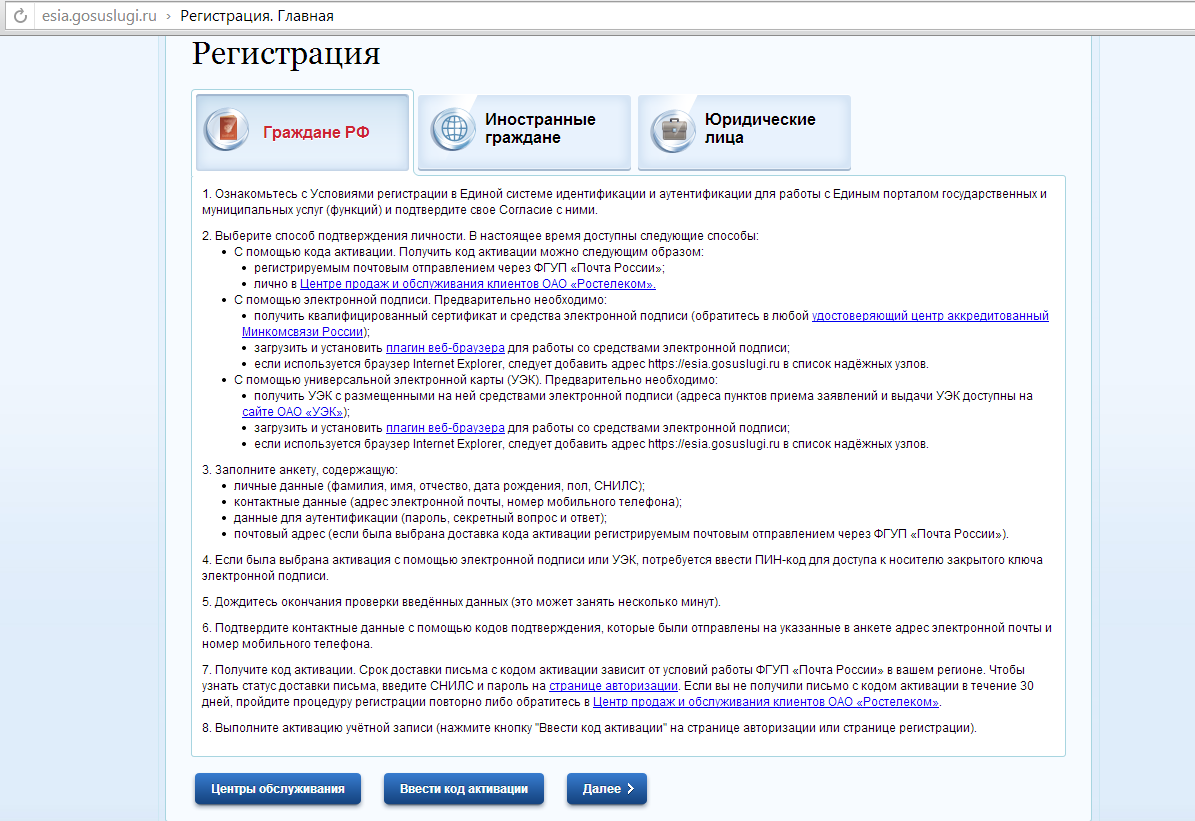 esia.gosuslugi.ru › Регистрация. Главная
Регистрация
Граждане РФ
Иностранные
граждане
Юридические
лица
1. Ознакомьтесь с Условиями регистрации в Единой системе идентификации и аутентификации для работы с Единым порталом государственных и
муниципальных услуг (функций) и подтвердите свое Согласие с ними.
2. Выберите способ подтверждения личности. В настоящее время доступны следующие способы:
• С помощью кода активации. Получить код активации можно следующим образом:
• регистрируемым почтовым отправлением через ФГУП «Почта России»;
• лично в Центре продаж и обслуживания клиентов ОАО «Ростелеком».
• С помощью электронной подписи. Предварительно необходимо:
• получить квалифицированный сертификат и средства электронной подписи (обратитесь в любой удостоверяющий центр аккредитованный
Минкомсвязи России);
• загрузить и установить плагин веб-браузера для работы со средствами электронной подписи;
• если используется браузер Internet Explorer, следует добавить адрес https://esia.gosuslugi.ru в список надёжных узлов.
• С помощью универсальной электронной карты (УЭК). Предварительно необходимо:
• получить УЭК с размещенными на ней средствами электронной подписи (адреса пунктов приема заявлений и выдачи УЭК доступны на
сайте ОАО «УЭК»);
• загрузить и установить плагин веб-браузера для работы со средствами электронной подписи;
• если используется браузер Internet Explorer, следует добавить адрес https://esia.gosuslugi.ru в список надёжных узлов.
3. Заполните анкету, содержащую:
• личные данные (фамилия, имя, отчество, дата рождения, пол, СНИЛС);
• контактные данные (адрес электронной почты, номер мобильного телефона);
• данные для аутентификации (пароль, секретный вопрос и ответ);
• почтовый адрес (если была выбрана доставка кода активации регистрируемым почтовым отправлением через ФГУП «Почта России»).
4. Если была выбрана активация с помощью электронной подписи или УЭК, потребуется ввести ПИН-код для доступа к носителю закрытого ключа
электронной подписи.
5. Дождитесь окончания проверки введённых данных (это может занять несколько минут).
6. Подтвердите контактные данные с помощью кодов подтверждения, которые были отправлены на указанные в анкете адрес электронной почты и
номер мобильного телефона.
7. Получите код активации. Срок доставки письма с кодом активации зависит от условий работы ФГУП «Почта России» в вашем регионе. Чтобы
узнать статус доставки письма, введите СНИЛС и пароль на странице авторизации. Если вы не получили письмо с кодом активации в течение 30
дней, пройдите процедуру регистрации повторно либо обратитесь в Центр продаж и обслуживания клиентов ОАО «Ростелеком».
8. Выполните активацию учётной записи (нажмите кнопку "Ввести код активации" на странице авторизации или странице регистрации).
Центры обслуживания
Ввести код активации
Далее >